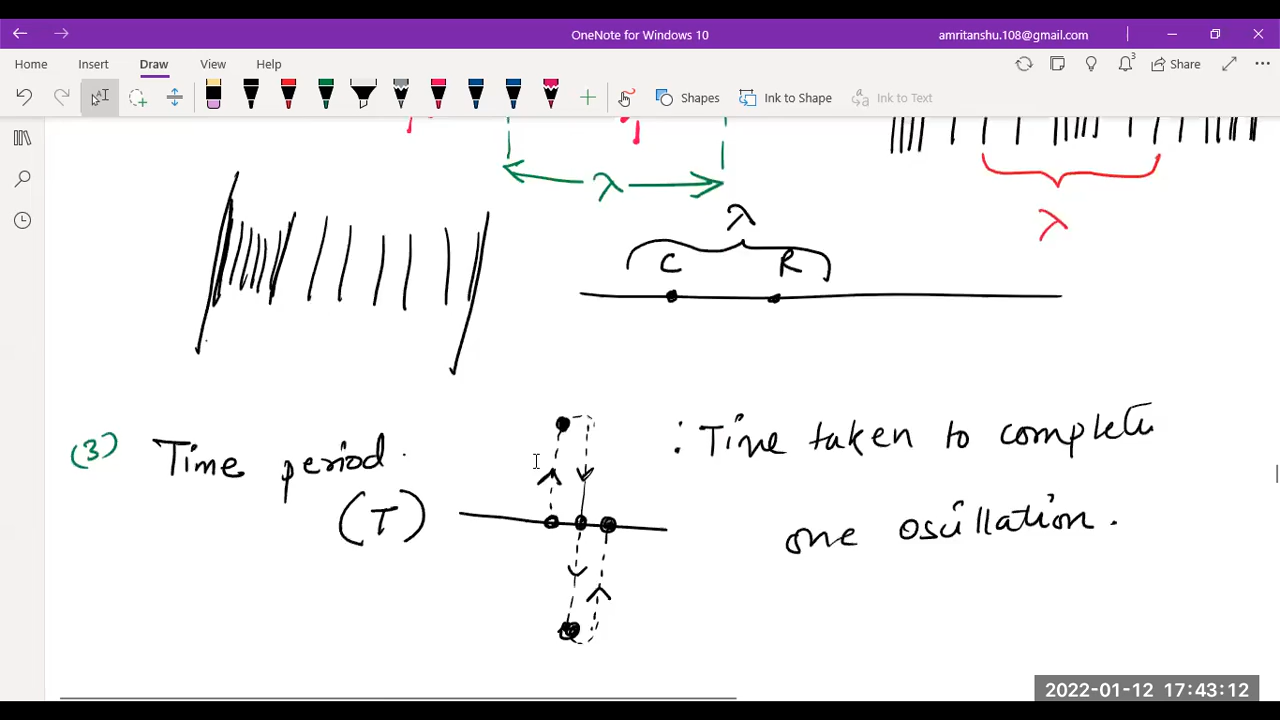 OneNote for Windows 10
amritanshu.108@gmail.com
Home Insert Draw View Help
3
Share
Shapes
Ink to Shape
Ink to Text
λ
λ
λ
C R
(3) Time period.
(T)
: Time taken to complete
one oscillation.
2022-01-12 17:43:12